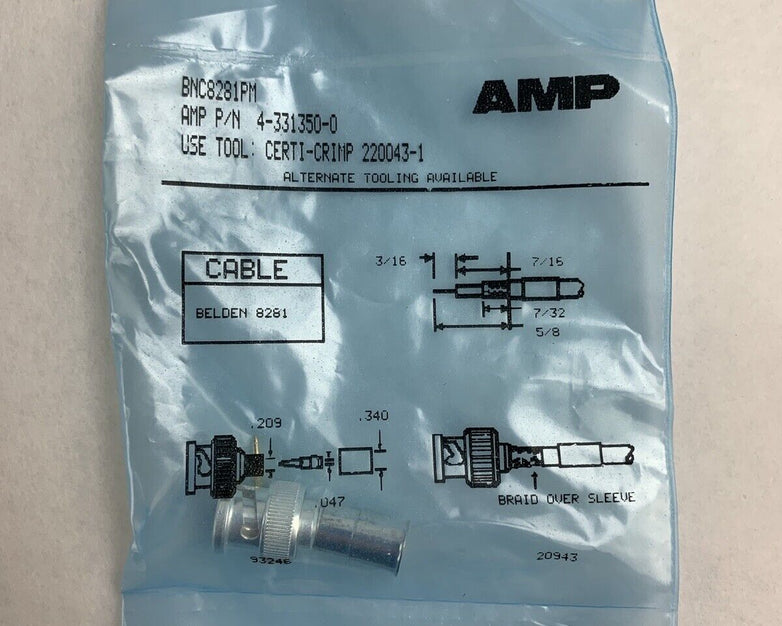 BNC8281PM
AMP
AMP P/N 4-331350-0
USE TOOL: CERTI-CRIMP 220043-1
ALTERNATE TOOLING AVAILABLE
CABLE
BELDEN 8281
3/16
7/16
7/32
5/8
.209
.340
.047
BRAID OVER SLEEVE
93246
20943